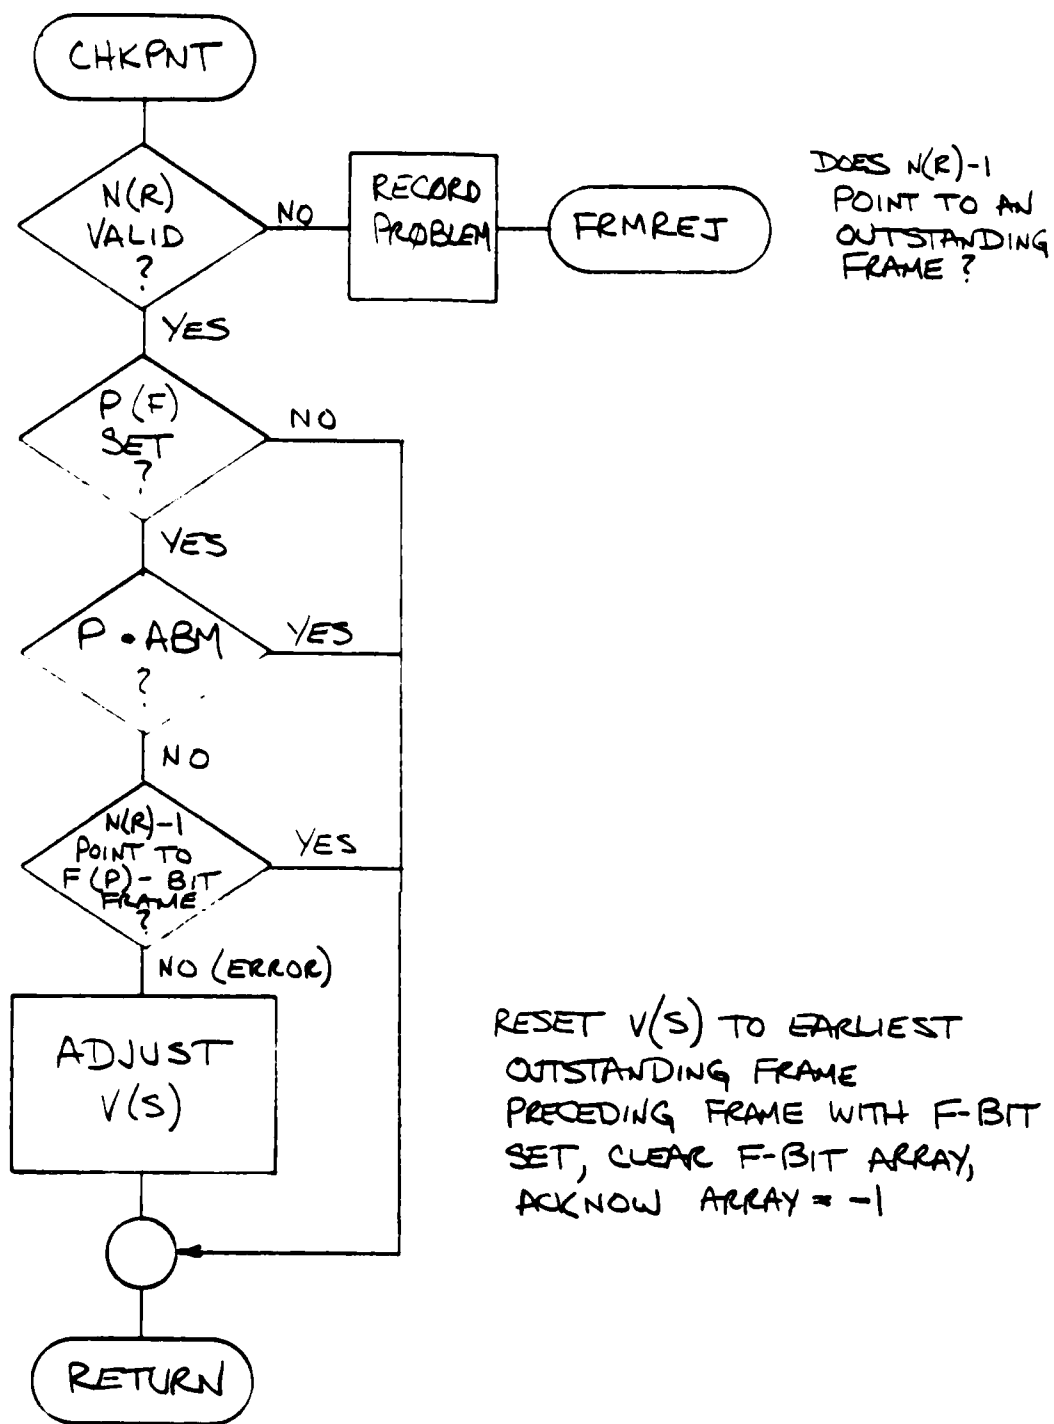 CHKPNT
N(R)
VALID
?
NO
RECORD
PRØBLEM
FRMREJ
DOES N(R)-1
POINT TO AN
OUTSTANDING
FRAME ?
YES
P(F)
SET
?
NO
YES
P • ABM
?
YES
NO
N(R)-1
POINT TO
F(P)- BIT
FRAME
?
YES
NO (ERROR)
ADJUST
V(S)
RESET V(S) TO EARLIEST
OUTSTANDING FRAME
PRECEDING FRAME WITH F-BIT
SET, CLEAR F-BIT ARRAY,
ACKNOW ARRAY = -1
RETURN